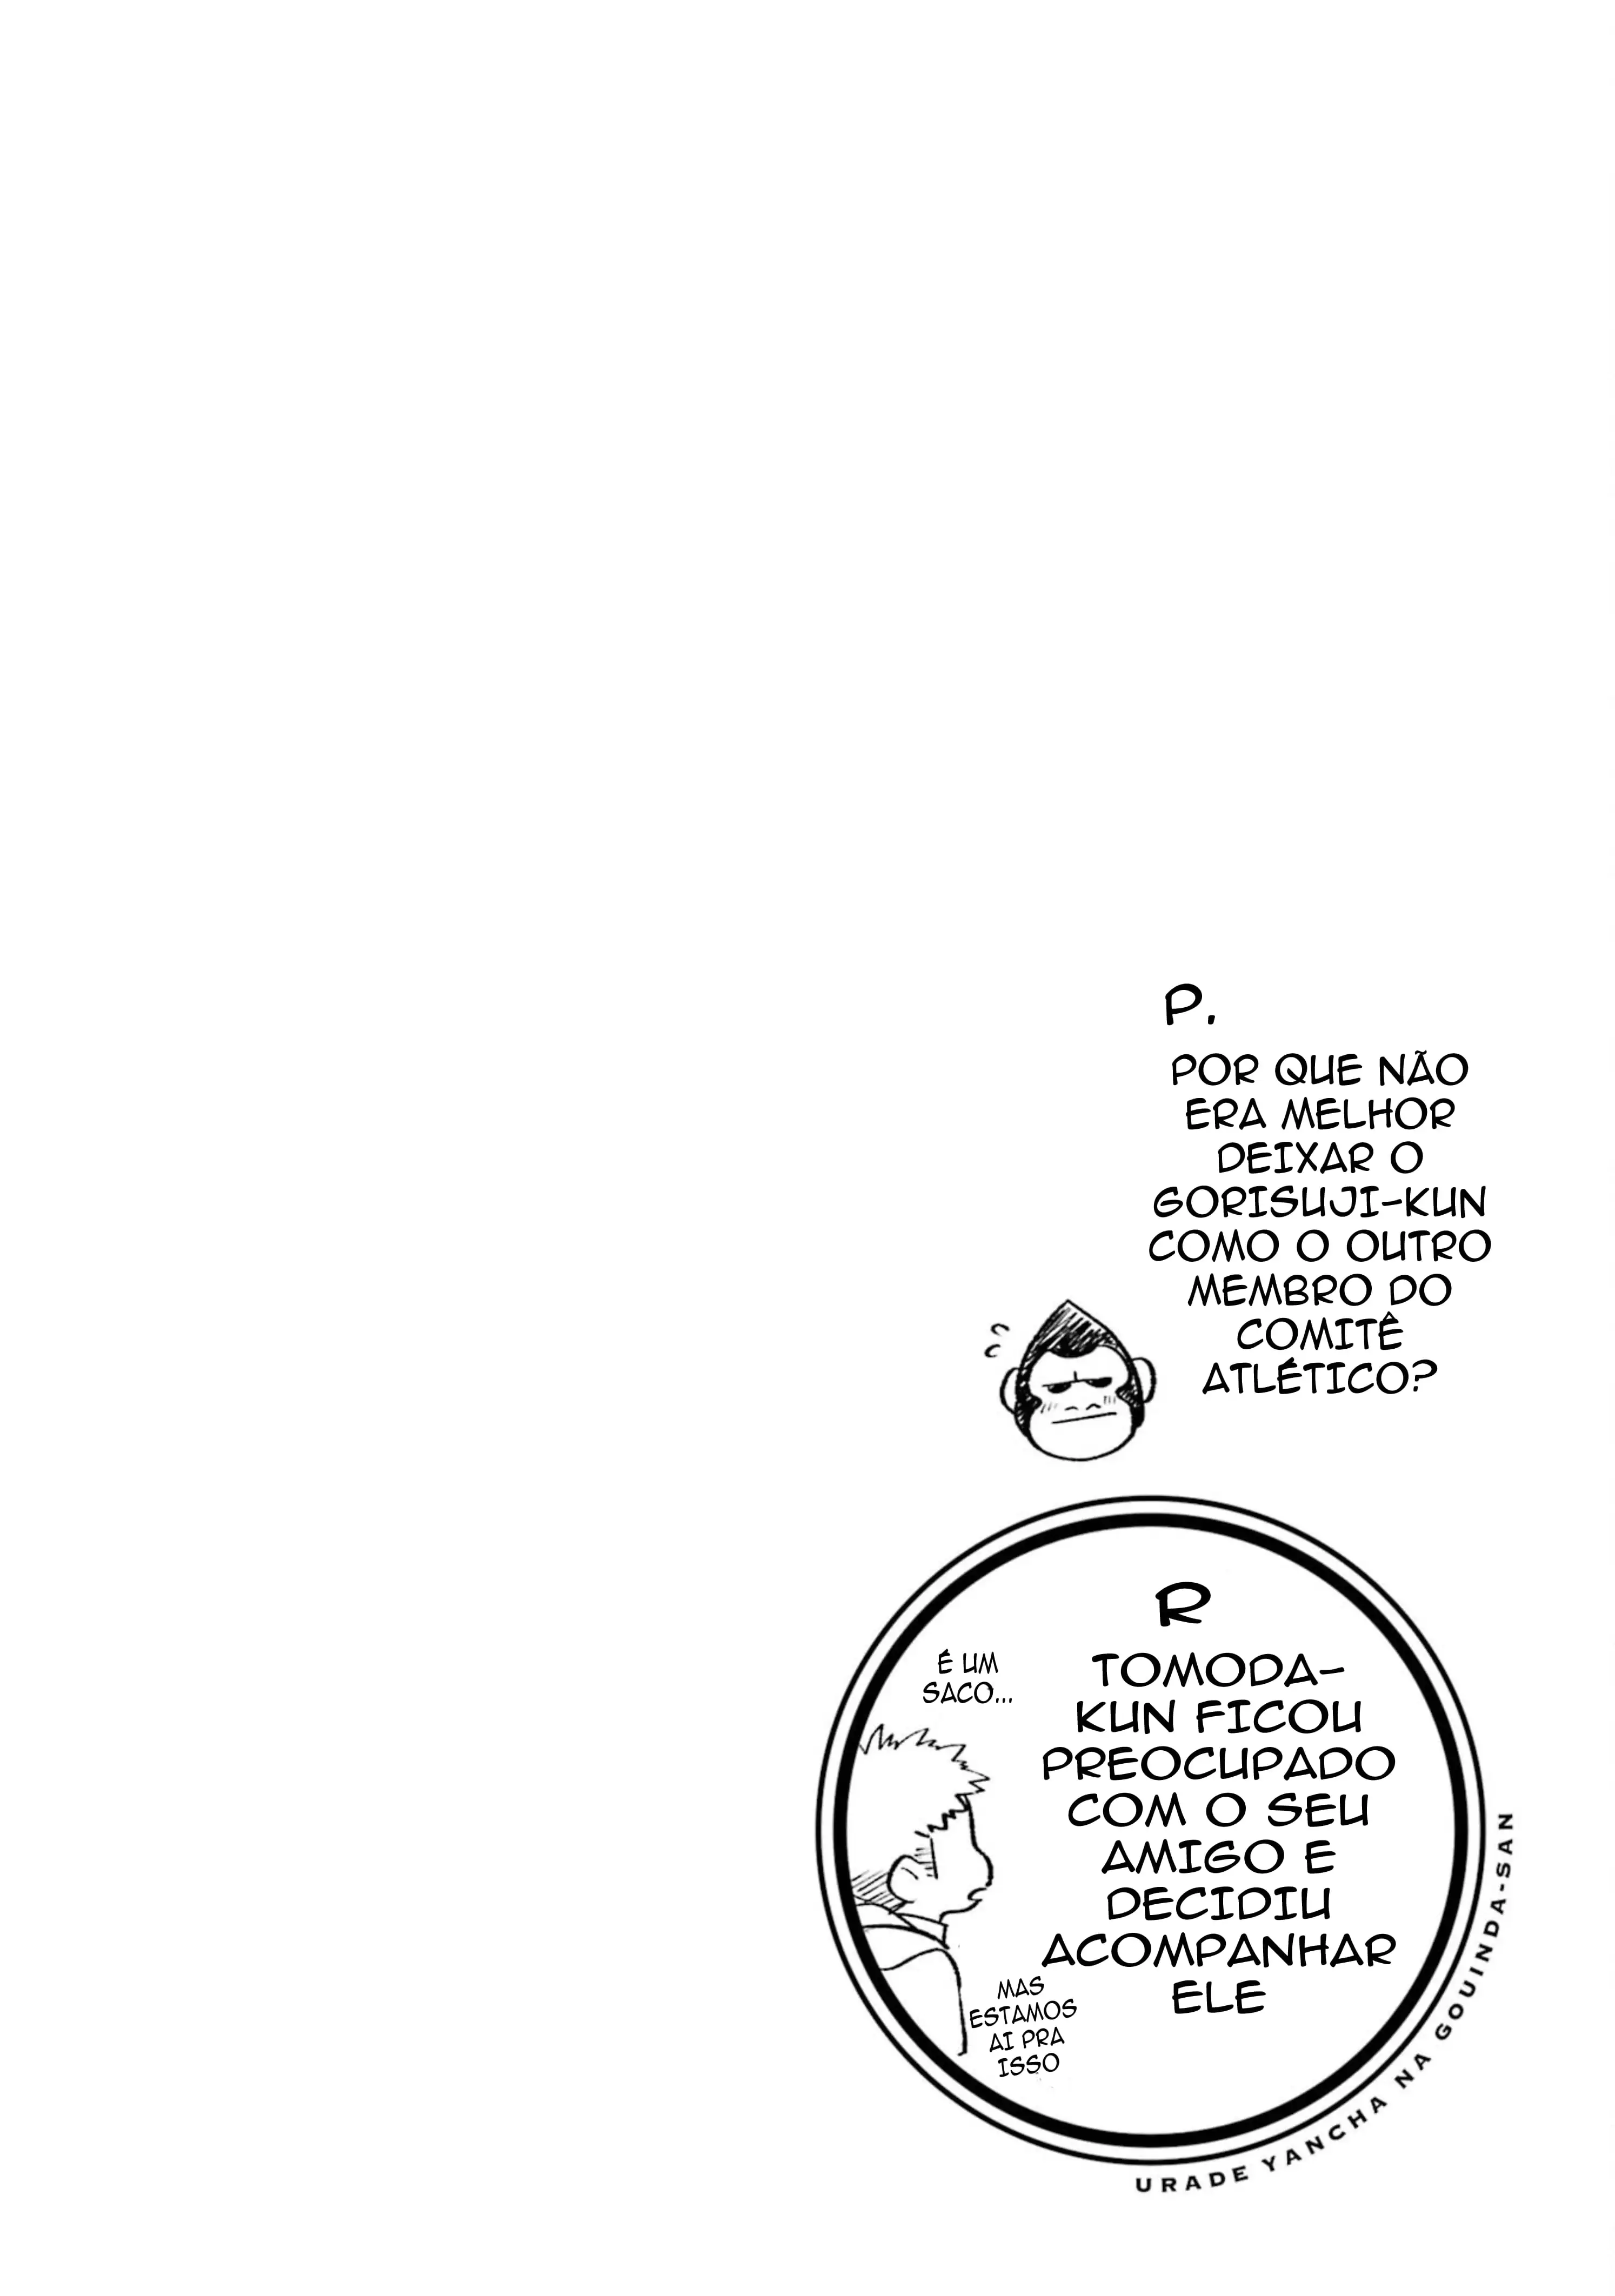 P.
POR QUE NÃO
ERA MELHOR
DEIXAR O
GORISUJI-KUN
COMO O OUTRO
MEMBRO DO
COMITÊ
ATLÉTICO?
R
TOMODA-
KUN FICOU
PREOCUPADO
COM O SEU
AMIGO E
DECIDIU
ACOMPANHAR
ELE
É UM
SACO...
MAS
ESTAMOS
AI PRA
ISSO
URADE YANCHA NA GOUINDA-SAN